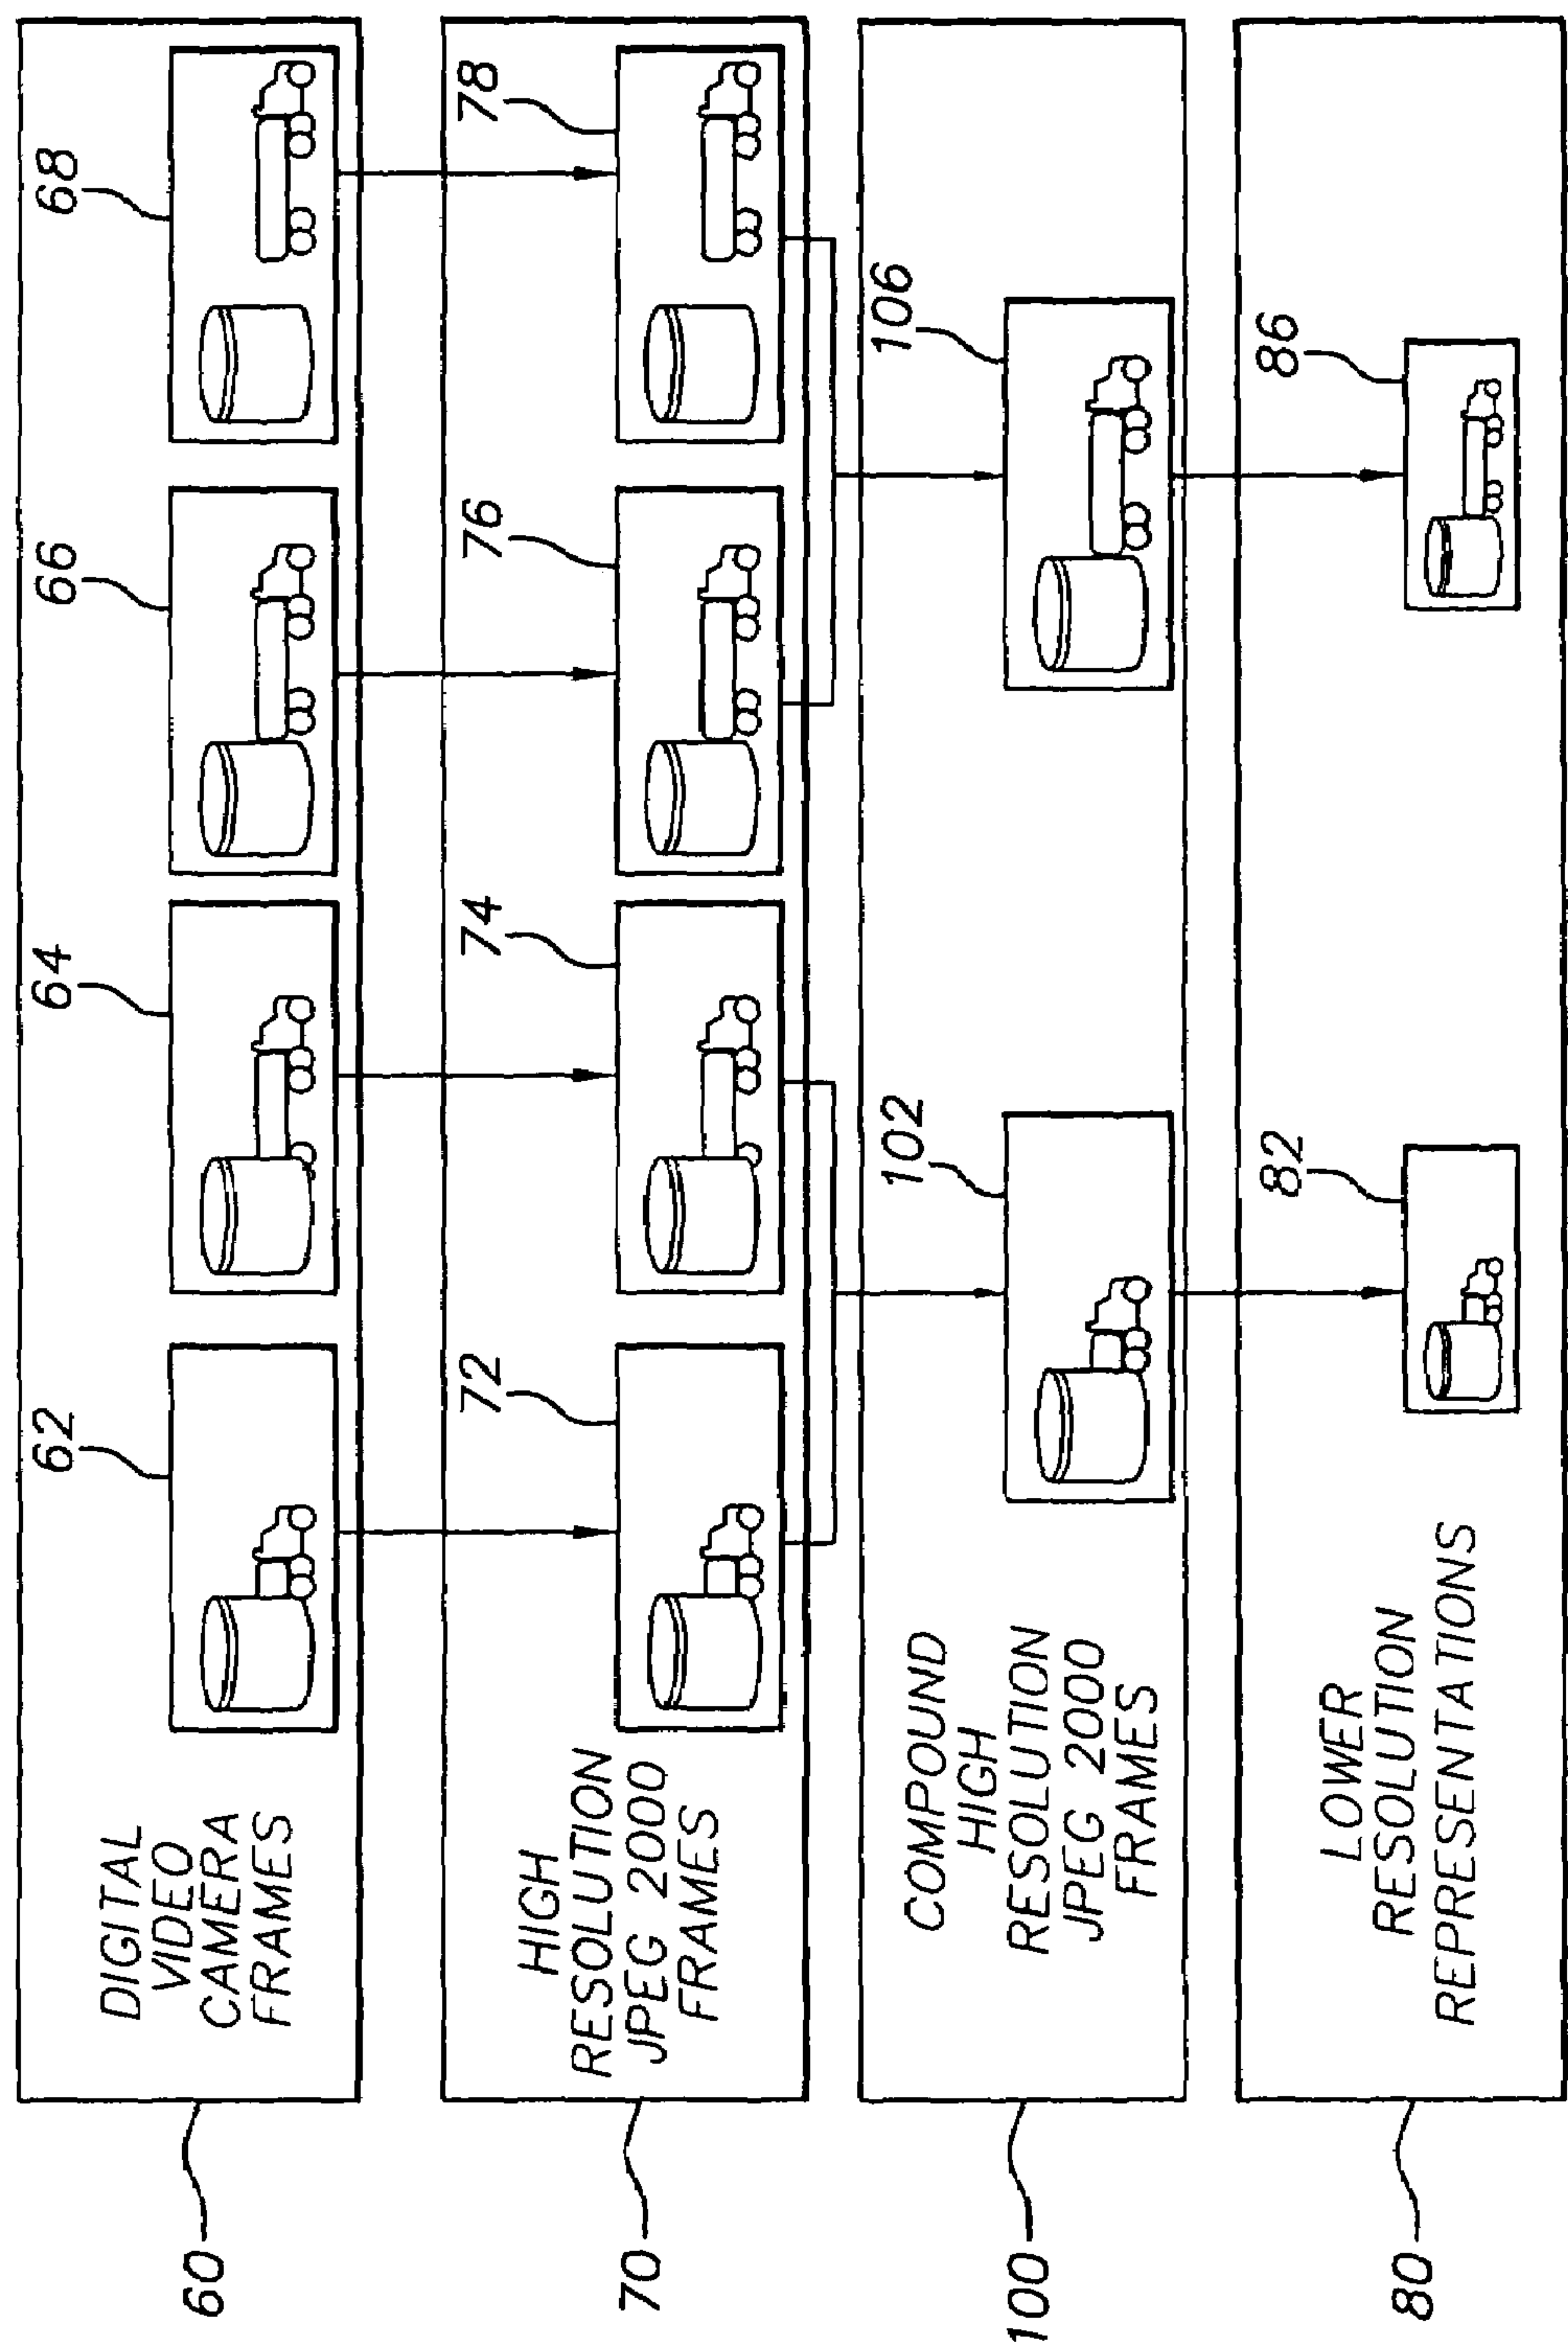 62
64
66
68
DIGITAL
VIDEO
CAMERA
FRAMES
60
72
74
76
78
HIGH
RESOLUTION
JPEG 2000
FRAMES
70
102
106
COMPOUND
HIGH
RESOLUTION
JPEG 2000
FRAMES
100
82
86
LOWER
RESOLUTION
REPRESENTATIONS
80